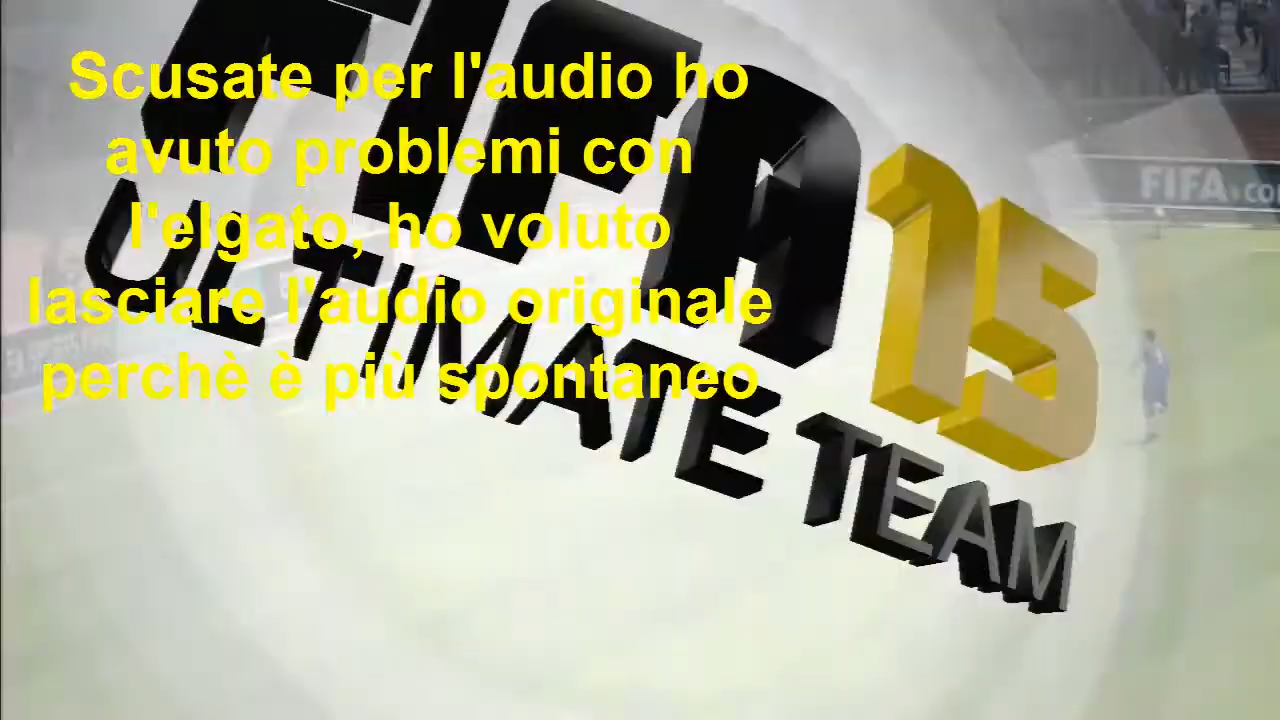 Scusate per l'audio ho
avuto problemi con
l'elgato, ho voluto
lasciare l'audio originale
perchè è più spontaneo
FIFA 15
ULTIMATE TEAM
FIFA.co